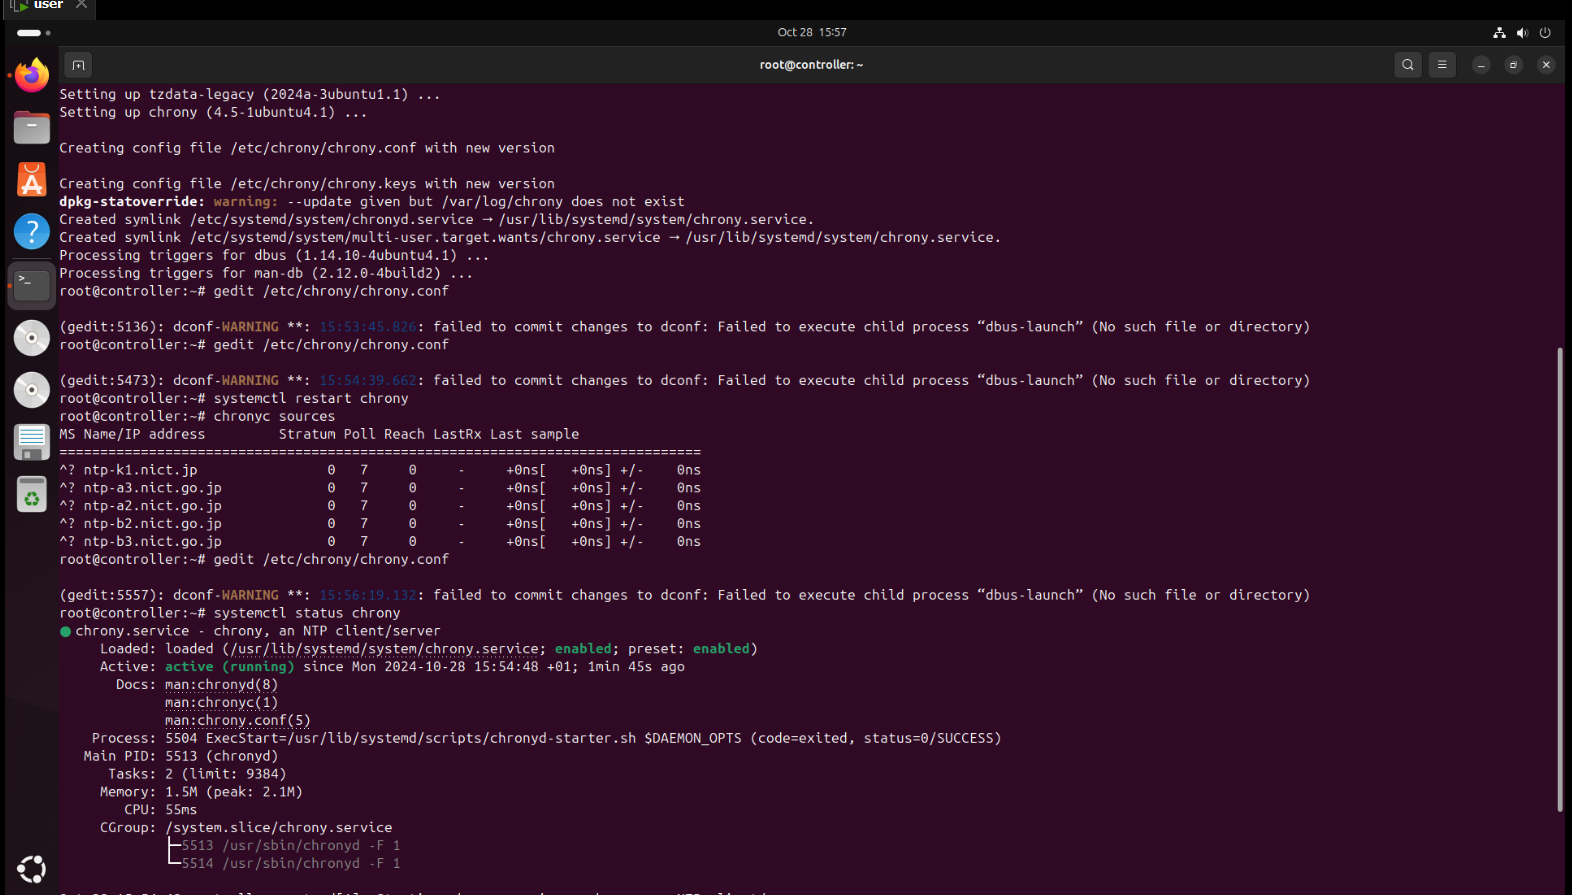 user
Oct 28 15:57
root@controller: ~
Setting up tzdata-legacy (2024a-3ubuntu1.1) ...
Setting up chrony (4.5-1ubuntu4.1) ...
Creating config file /etc/chrony/chrony.conf with new version
Creating config file /etc/chrony/chrony.keys with new version
dpkg-statoverride: warning: --update given but /var/log/chrony does not exist
Created symlink /etc/systemd/system/chronyd.service → /usr/lib/systemd/system/chrony.service.
Created symlink /etc/systemd/system/multi-user.target.wants/chrony.service → /usr/lib/systemd/system/chrony.service.
Processing triggers for dbus (1.14.10-4ubuntu4.1) ...
Processing triggers for man-db (2.12.0-4build2) ...
root@controller:~# gedit /etc/chrony/chrony.conf
(gedit:5136): dconf-WARNING **: 15:53:45.826: failed to commit changes to dconf: Failed to execute child process “dbus-launch” (No such file or directory)
root@controller:~# gedit /etc/chrony/chrony.conf
(gedit:5473): dconf-WARNING **: 15:54:39.662: failed to commit changes to dconf: Failed to execute child process “dbus-launch” (No such file or directory)
root@controller:~# systemctl restart chrony
root@controller:~# chronyc sources
MS Name/IP address         Stratum Poll Reach LastRx Last sample
===============================================================================
^? ntp-k1.nict.jp                0   7     0     -     +0ns[   +0ns] +/-    0ns
^? ntp-a3.nict.go.jp             0   7     0     -     +0ns[   +0ns] +/-    0ns
^? ntp-a2.nict.go.jp             0   7     0     -     +0ns[   +0ns] +/-    0ns
^? ntp-b2.nict.go.jp             0   7     0     -     +0ns[   +0ns] +/-    0ns
^? ntp-b3.nict.go.jp             0   7     0     -     +0ns[   +0ns] +/-    0ns
root@controller:~# gedit /etc/chrony/chrony.conf
(gedit:5557): dconf-WARNING **: 15:56:19.132: failed to commit changes to dconf: Failed to execute child process “dbus-launch” (No such file or directory)
root@controller:~# systemctl status chrony
● chrony.service - chrony, an NTP client/server
Loaded: loaded (/usr/lib/systemd/system/chrony.service; enabled; preset: enabled)
Active: active (running) since Mon 2024-10-28 15:54:48 +01; 1min 45s ago
Docs: man:chronyd(8)
man:chronyc(1)
man:chrony.conf(5)
Process: 5504 ExecStart=/usr/lib/systemd/scripts/chronyd-starter.sh $DAEMON_OPTS (code=exited, status=0/SUCCESS)
Main PID: 5513 (chronyd)
Tasks: 2 (limit: 9384)
Memory: 1.5M (peak: 2.1M)
CPU: 55ms
CGroup: /system.slice/chrony.service
├─5513 /usr/sbin/chronyd -F 1
└─5514 /usr/sbin/chronyd -F 1